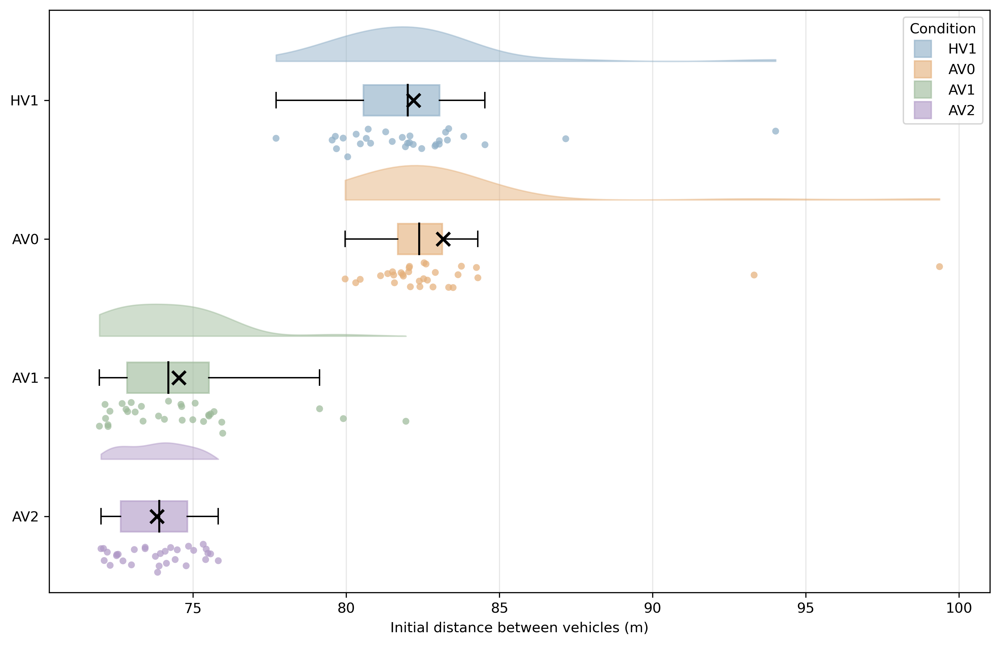 Condition
HV1
AV0
AV1
AV2
HV1
AV0
AV1
AV2
75 80 85 90 95 100
Initial distance between vehicles (m)